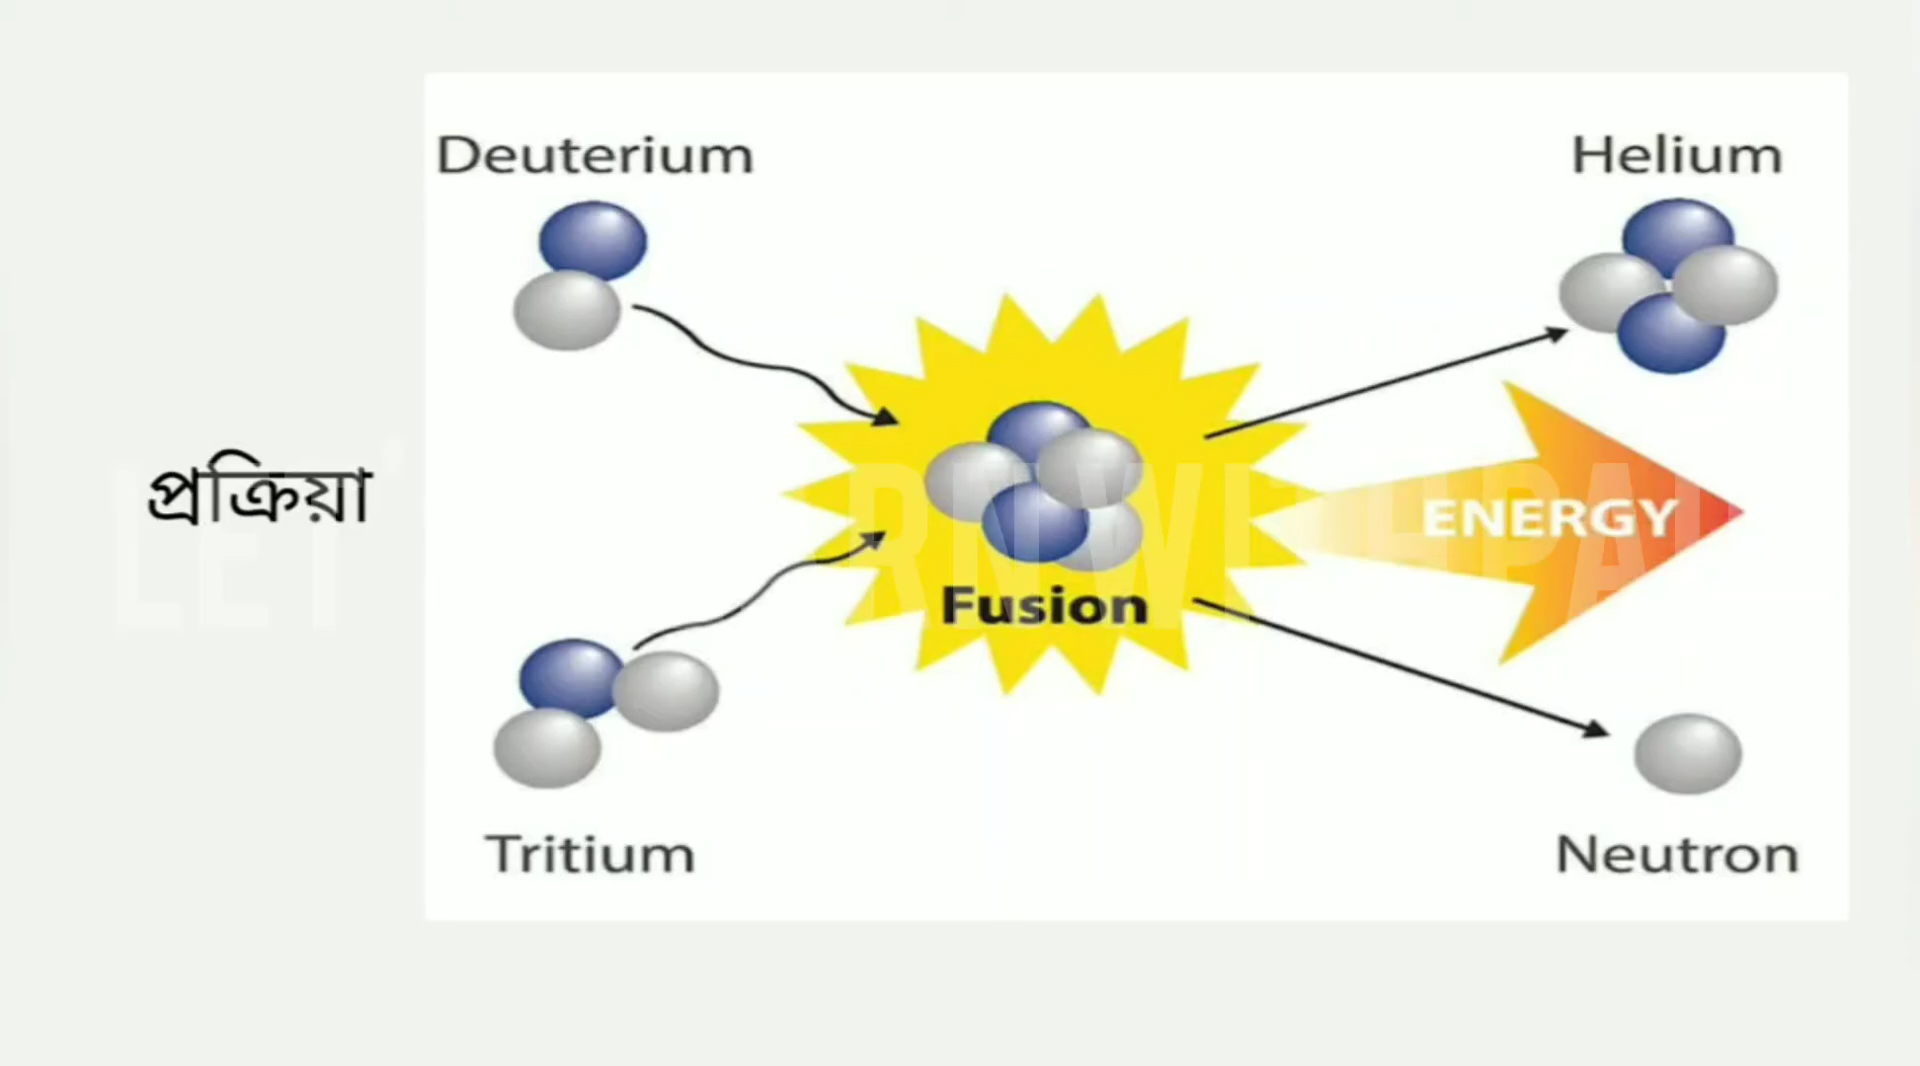 Deuterium
Helium
প্রক্রিয়া
ENERGY
Fusion
Tritium
Neutron